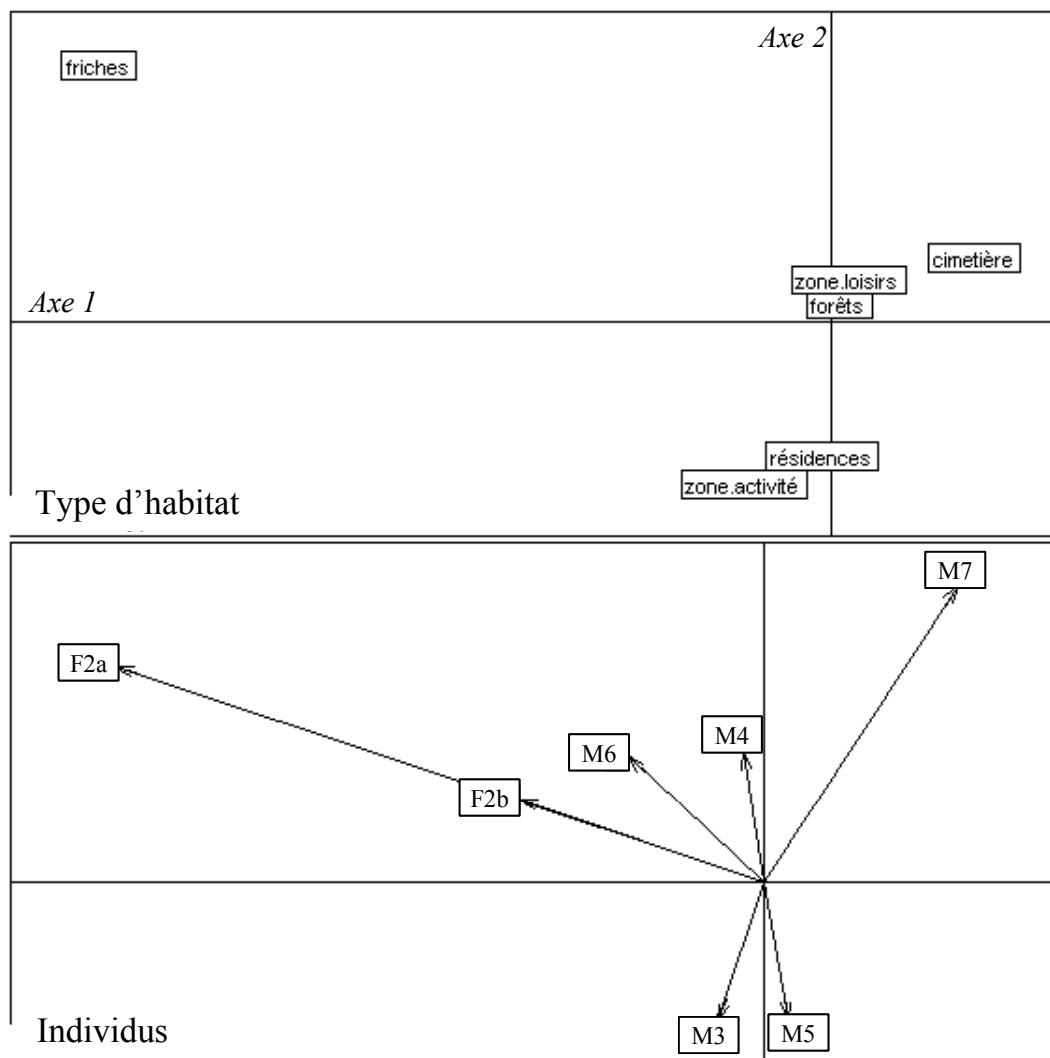 Axe 2
friches
cimetière
zone.loisirs
Axe 1
forêts
résidences
zone.activité
Type d’habitat
M7
F2a
M4
M6
F2b
M3
M5
Individus